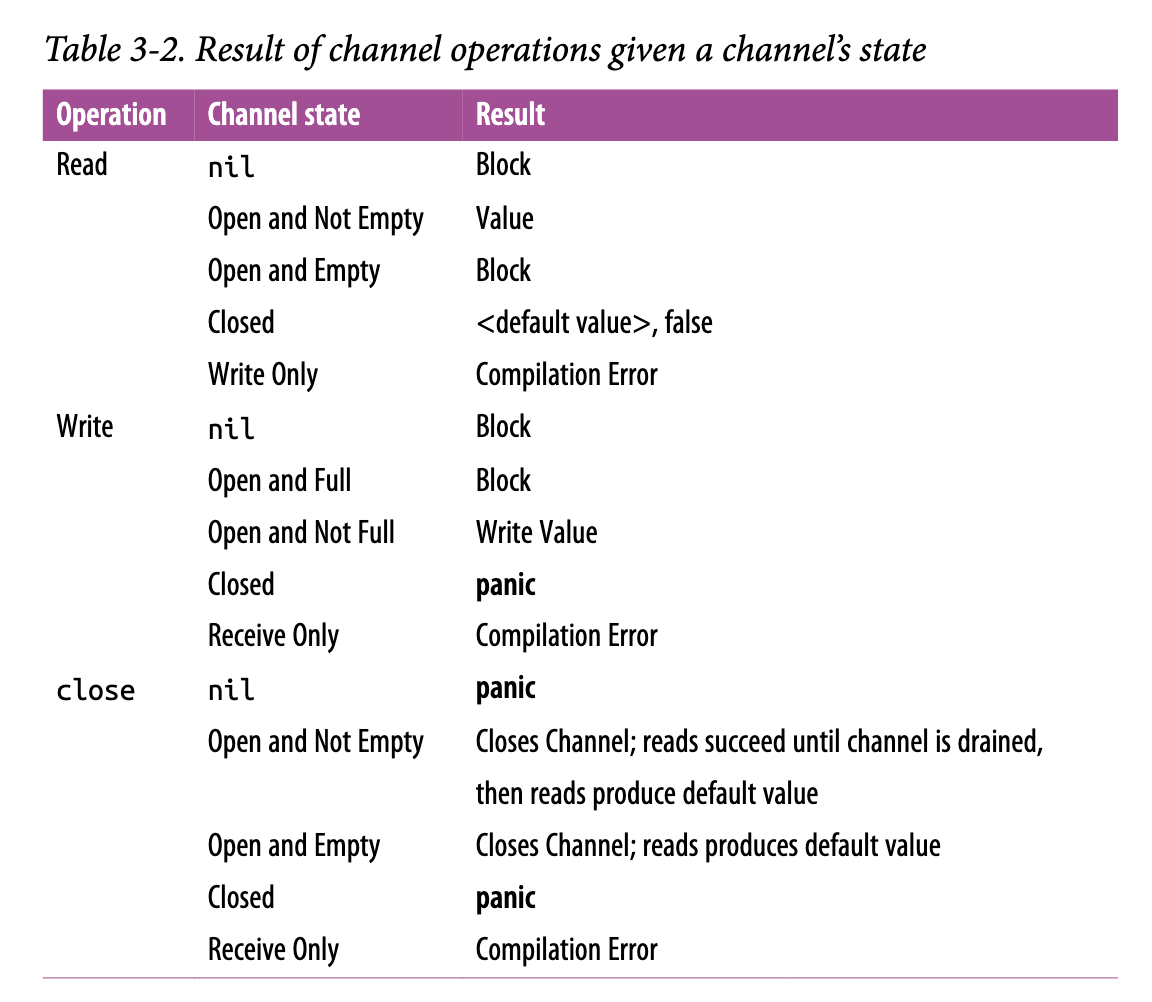 Table 3-2. Result of channel operations given a channel's state
Operation Channel state Result
Read nil Block
Open and Not Empty Value
Open and Empty Block
Closed <default value>, false
Write Only Compilation Error
Write nil Block
Open and Full Block
Open and Not Full Write Value
Closed panic
Receive Only Compilation Error
close nil panic
Open and Not Empty Closes Channel; reads succeed until channel is drained,
then reads produce default value
Open and Empty Closes Channel; reads produces default value
Closed panic
Receive Only Compilation Error